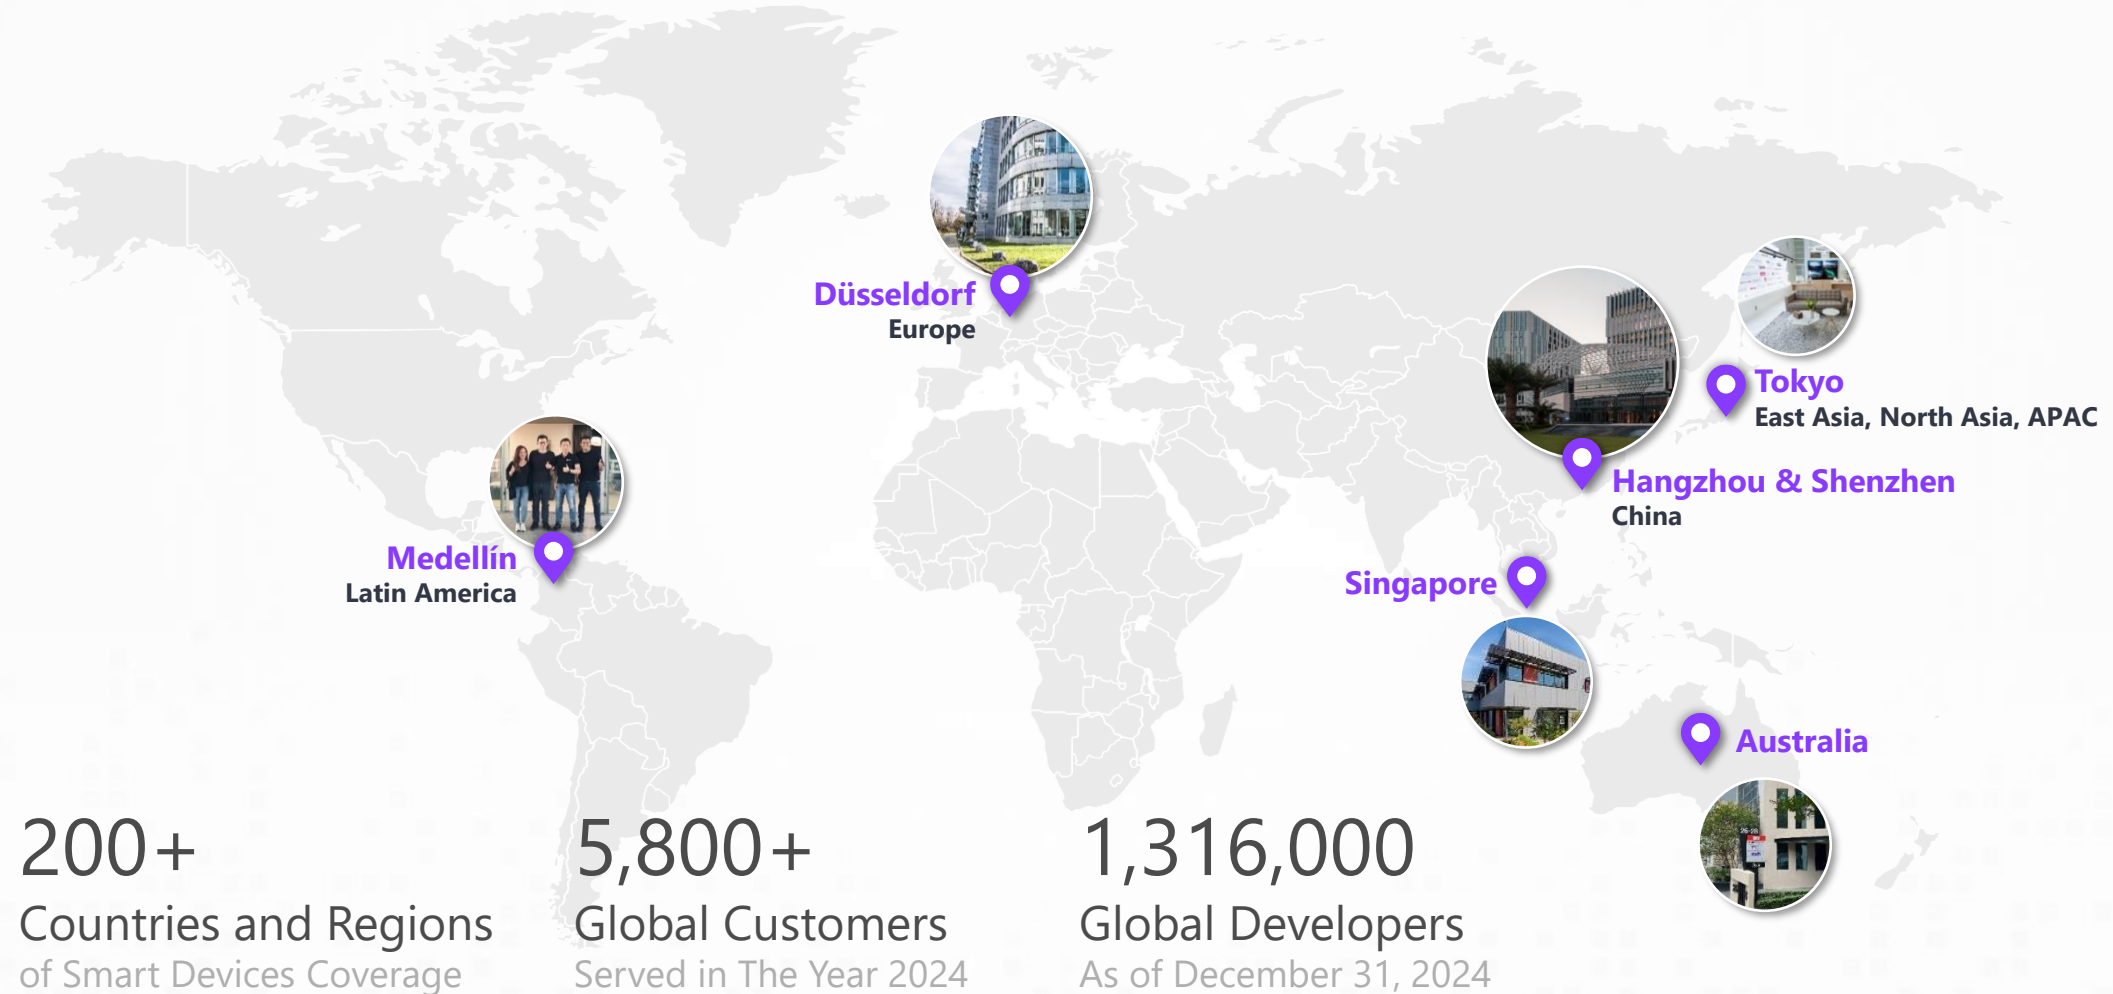 Düsseldorf
Europe
Tokyo
East Asia, North Asia, APAC
Hangzhou & Shenzhen
China
Medellín
Latin America
Singapore
Australia
200+
Countries and Regions
of Smart Devices Coverage
5,800+
Global Customers
Served in The Year 2024
1,316,000
Global Developers
As of December 31, 2024